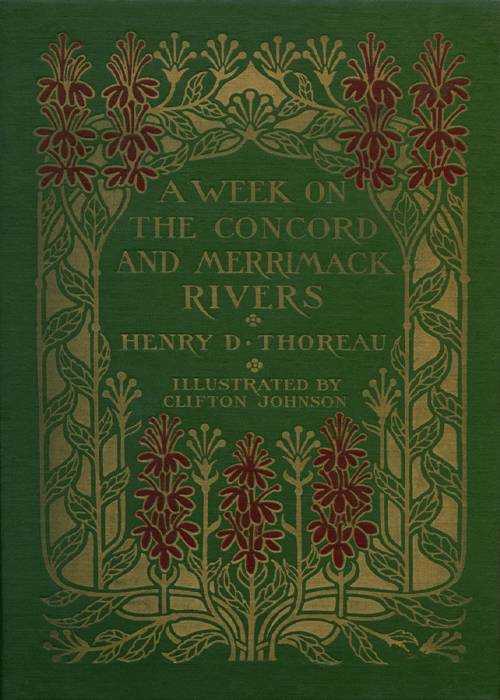 A WEEK ON
THE CONCORD
AND MERRIMACK
RIVERS
HENRY D · THOREAU
ILLUSTRATED BY
CLIFTON JOHNSON